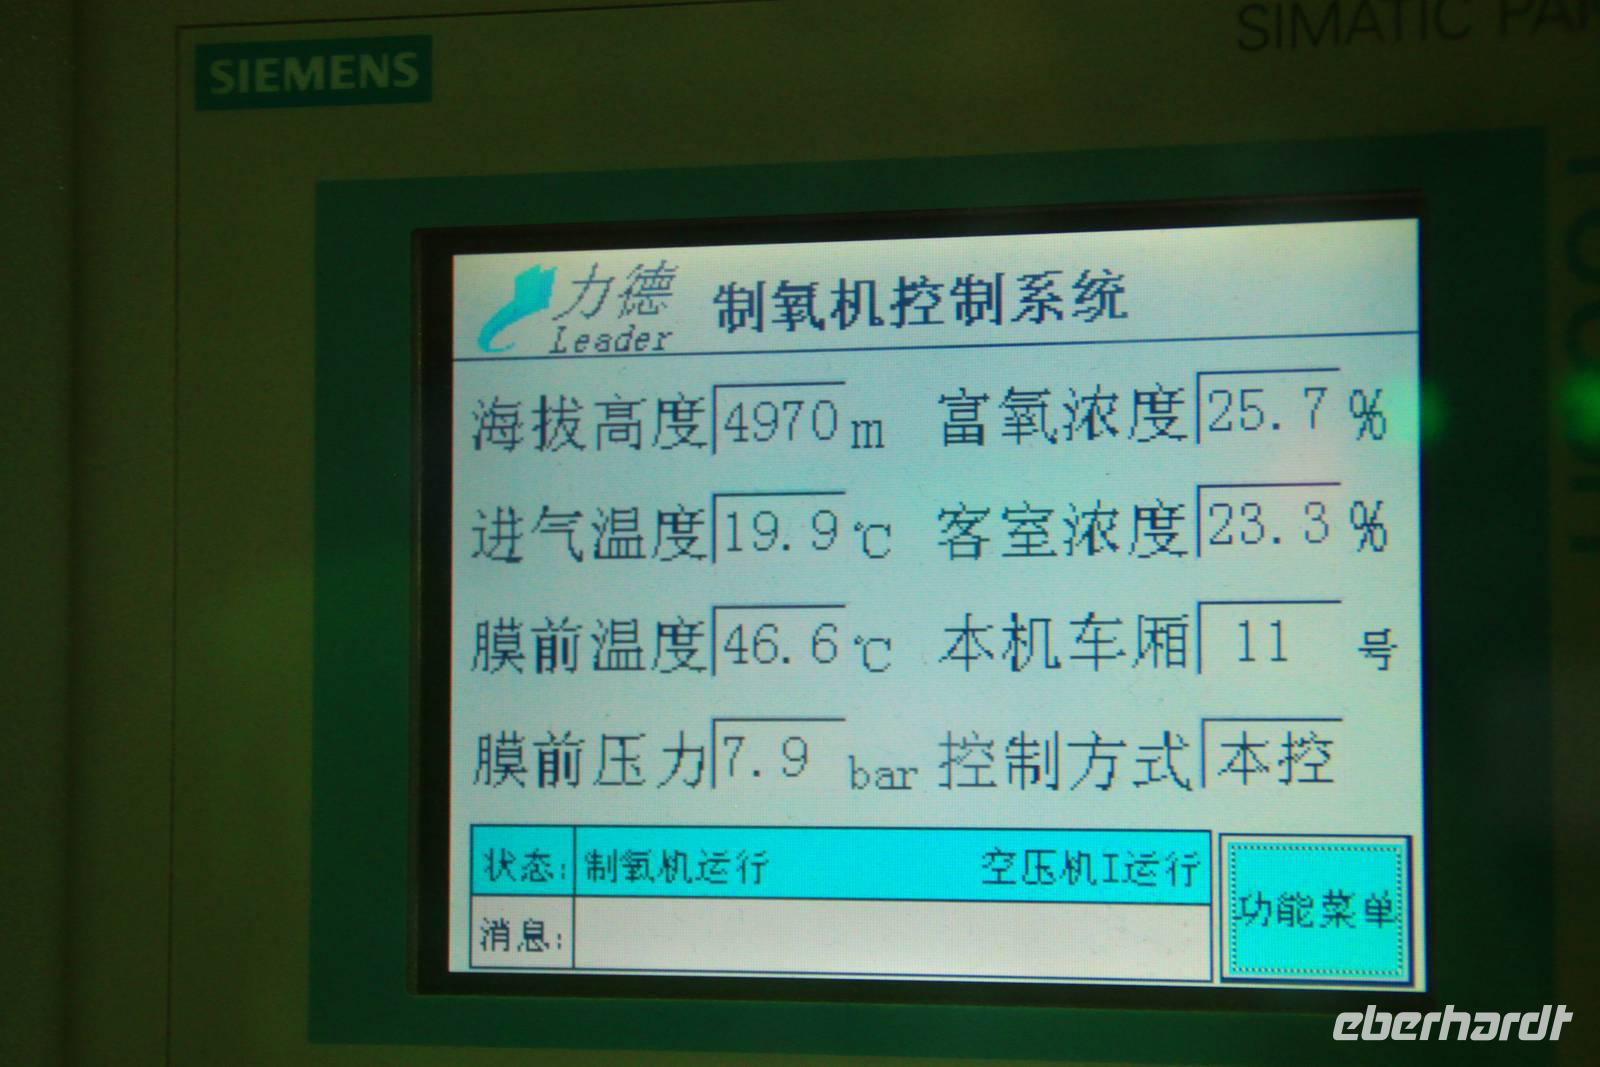 SIEMENS
SIMATIC PAN
力德
Leader
制氧机控制系统
海拔高度 4970 m 富氧浓度 25.7 %
进气温度 19.9 ℃ 客室浓度 23.3 %
膜前温度 46.6 ℃ 本机车厢 11 号
膜前压力 7.9 bar 控制方式 本控
状态: 制氧机运行 空压机I运行
功能菜单
消息:
eberhardt